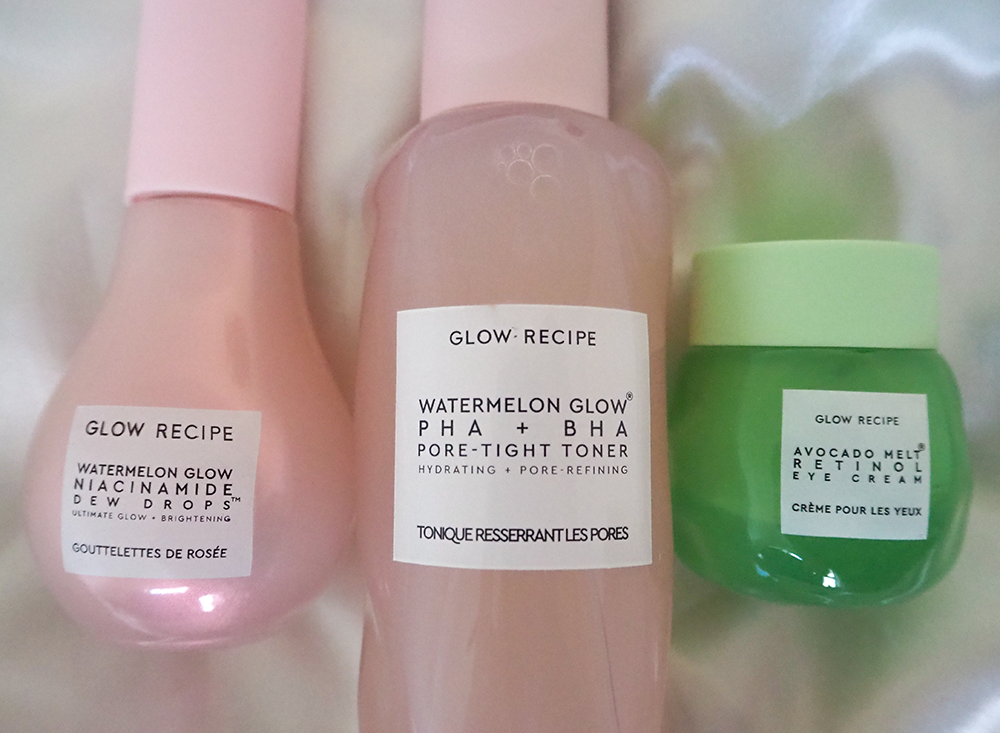 GLOW RECIPE
WATERMELON GLOW
NIACINAMIDE
DEW DROPS™
ULTIMATE GLOW + BRIGHTENING
GOUTTELETTES DE ROSÉE
GLOW RECIPE
WATERMELON GLOW®
PHA + BHA
PORE-TIGHT TONER
HYDRATING + PORE-REFINING
TONIQUE RESSERRANT LES PORES
GLOW RECIPE
AVOCADO MELT®
RETINOL
EYE CREAM
CRÈME POUR LES YEUX